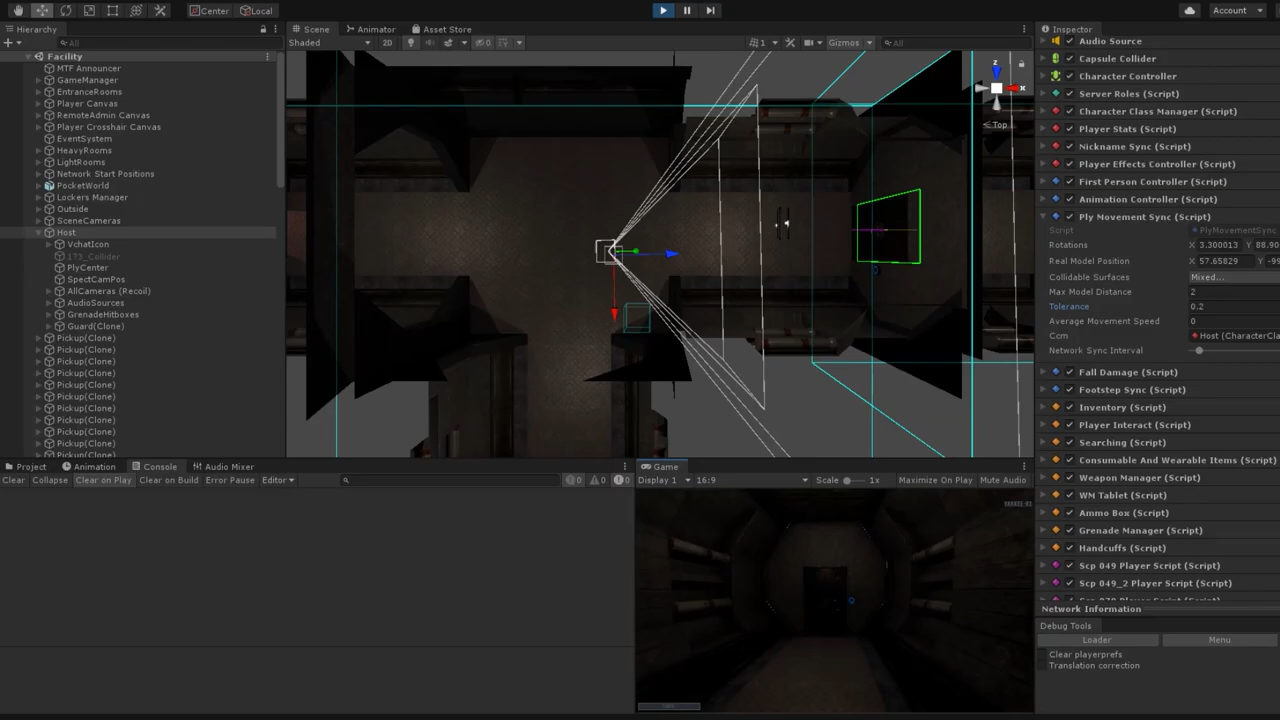 Center Local Account
Hierarchy
All
Facility
MTF Announcer
GameManager
EntranceRooms
Player Canvas
RemoteAdmin Canvas
Player Crosshair Canvas
EventSystem
HeavyRooms
LightRooms
Network Start Positions
PocketWorld
Lockers Manager
Outside
SceneCameras
Host
VchatIcon
173_Collider
PlyCenter
SpectCamPos
AllCameras (Recoil)
AudioSources
GrenadeHitboxes
Guard(Clone)
Pickup(Clone)
Pickup(Clone)
Pickup(Clone)
Pickup(Clone)
Pickup(Clone)
Pickup(Clone)
Pickup(Clone)
Pickup(Clone)
Pickup(Clone)
Pickup(Clone)
Pickup(Clone)
Scene Animator Asset Store
Shaded 2D 0 1 Gizmos All
z
x
Top
Inspector
Audio Source
Capsule Collider
Character Controller
Server Roles (Script)
Character Class Manager (Script)
Player Stats (Script)
Nickname Sync (Script)
Player Effects Controller (Script)
First Person Controller (Script)
Animation Controller (Script)
Ply Movement Sync (Script)
Script PlyMovementSync
Rotations X 3.300013 Y 88.90
Real Model Position X 57.65829 Y -99
Collidable Surfaces Mixed...
Max Model Distance 2
Tolerance 0.2
Average Movement Speed 0
Ccm Host (CharacterCla
Network Sync Interval
Fall Damage (Script)
Footstep Sync (Script)
Inventory (Script)
Player Interact (Script)
Searching (Script)
Consumable And Wearable Items (Script)
Weapon Manager (Script)
WM Tablet (Script)
Ammo Box (Script)
Grenade Manager (Script)
Handcuffs (Script)
Scp 049 Player Script (Script)
Scp 049_2 Player Script (Script)
Network Information
Debug Tools
Loader Menu
Clear playerprefs
Translation correction
Project Animation Console Audio Mixer
Clear Collapse Clear on Play Clear on Build Error Pause Editor 0 0 0
Game
Display 1 16:9 Scale 1x Maximize On Play Mute Audio